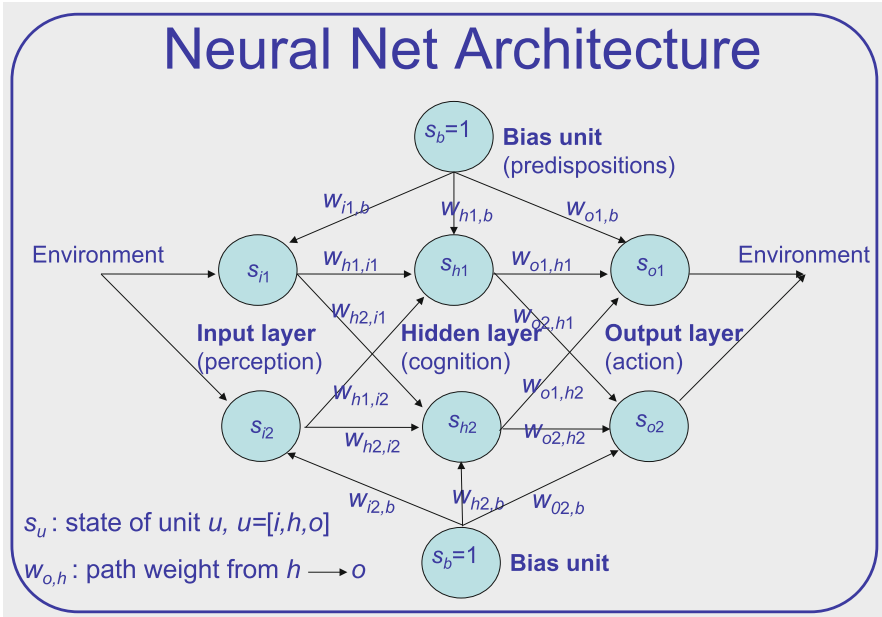 Neural Net Architecture
s_b=1
Bias unit
(predispositions)
w_i1,b
w_h1,b
w_o1,b
Environment
Environment
s_i1
w_h1,i1
s_h1
w_o1,h1
s_o1
w_h2,i1
w_o2,h1
Input layer
(perception)
Hidden layer
(cognition)
Output layer
(action)
w_h1,i2
w_o1,h2
s_i2
w_h2,i2
s_h2
w_o2,h2
s_o2
w_i2,b
w_h2,b
w_02,b
s_u : state of unit u, u=[i,h,o]
s_b=1
Bias unit
w_o,h : path weight from h → o